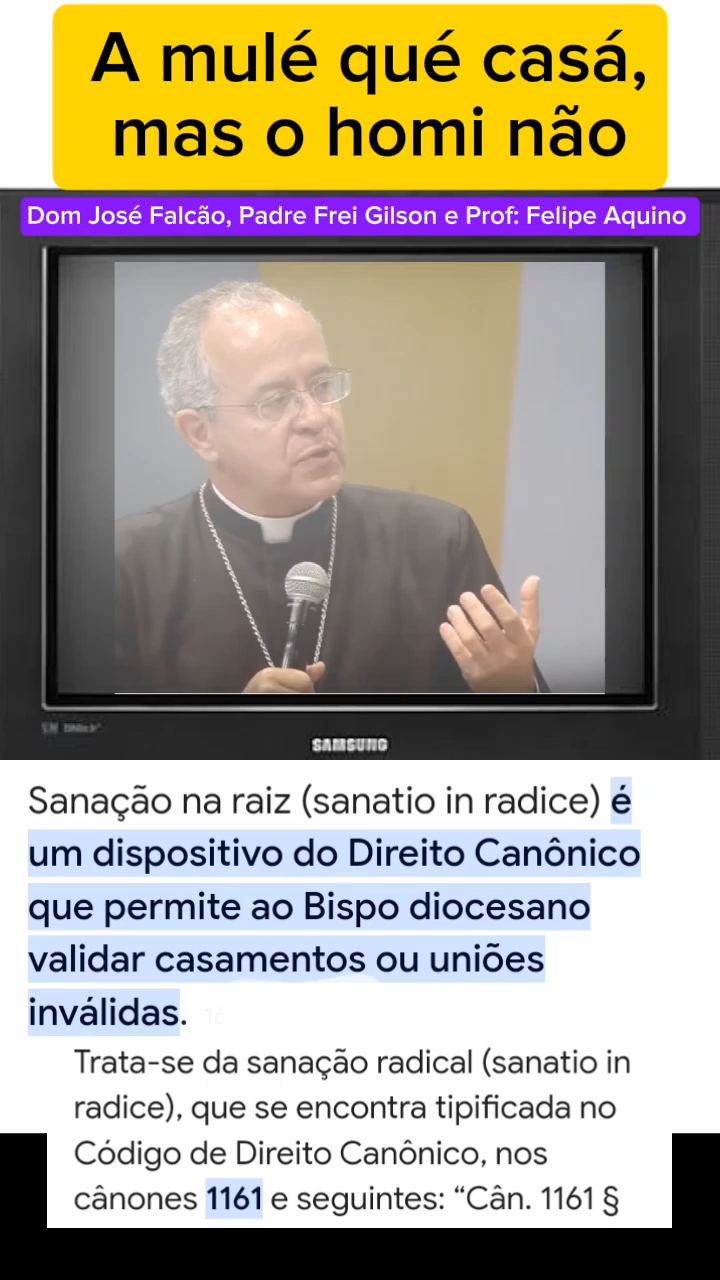 A mulé qué casá,
mas o homi não
Dom José Falcão, Padre Frei Gilson e Prof: Felipe Aquino
SAMSUNG
Sanação na raiz (sanatio in radice) é
um dispositivo do Direito Canônico
que permite ao Bispo diocesano
validar casamentos ou uniões
inválidas.
Trata-se da sanação radical (sanatio in
radice), que se encontra tipificada no
Código de Direito Canônico, nos
cânones 1161 e seguintes: “Cân. 1161 §